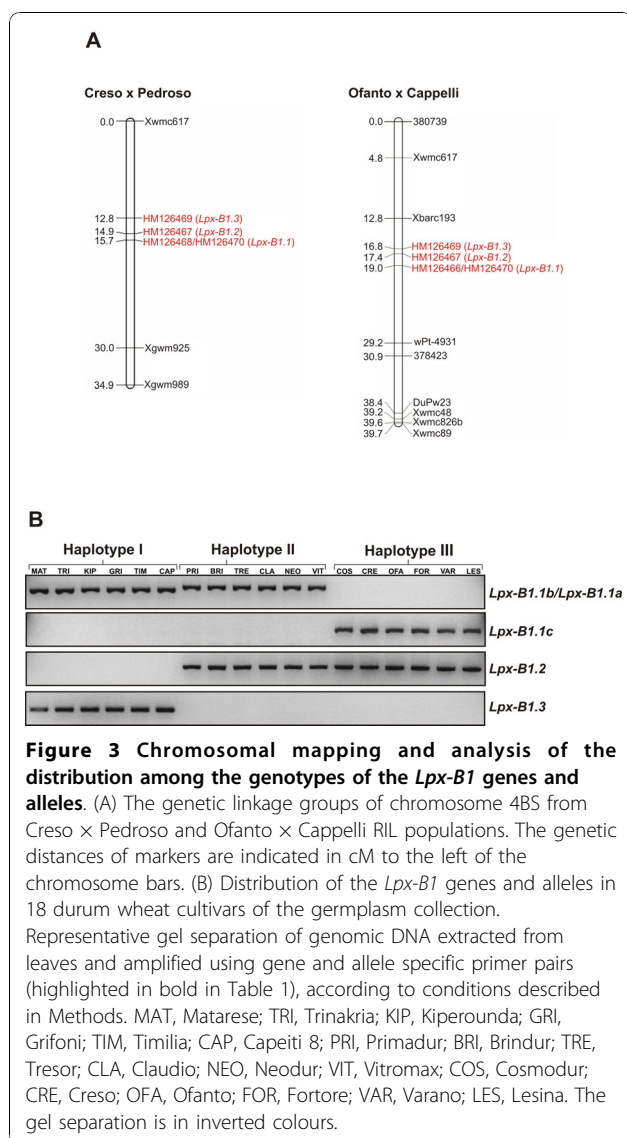 A
Creso x Pedroso
Ofanto x Cappelli
0.0 Xwmc617
12.8 HM126469 (Lpx-B1.3)
14.9 HM126467 (Lpx-B1.2)
15.7 HM126468/HM126470 (Lpx-B1.1)
30.0 Xgwm925
34.9 Xgwm989
0.0 380739
4.8 Xwmc617
12.8 Xbarc193
16.8 HM126469 (Lpx-B1.3)
17.4 HM126467 (Lpx-B1.2)
19.0 HM126466/HM126470 (Lpx-B1.1)
29.2 wPt-4931
30.9 378423
38.4 DuPw23
39.2 Xwmc48
39.6 Xwmc826b
39.7 Xwmc89
B
Haplotype I Haplotype II Haplotype III
MAT TRI KIP GRI TIM CAP PRI BRI TRE CLA NEO VIT COS CRE OFA FOR VAR LES
Lpx-B1.1b/Lpx-B1.1a
Lpx-B1.1c
Lpx-B1.2
Lpx-B1.3
Figure 3 Chromosomal mapping and analysis of the
distribution among the genotypes of the Lpx-B1 genes and
alleles. (A) The genetic linkage groups of chromosome 4BS from
Creso × Pedroso and Ofanto × Cappelli RIL populations. The genetic
distances of markers are indicated in cM to the left of the
chromosome bars. (B) Distribution of the Lpx-B1 genes and alleles in
18 durum wheat cultivars of the germplasm collection.
Representative gel separation of genomic DNA extracted from
leaves and amplified using gene and allele specific primer pairs
(highlighted in bold in Table 1), according to conditions described
in Methods. MAT, Matarese; TRI, Trinakria; KIP, Kiperounda; GRI,
Grifoni; TIM, Timilia; CAP, Capeiti 8; PRI, Primadur; BRI, Brindur; TRE,
Tresor; CLA, Claudio; NEO, Neodur; VIT, Vitromax; COS, Cosmodur;
CRE, Creso; OFA, Ofanto; FOR, Fortore; VAR, Varano; LES, Lesina. The
gel separation is in inverted colours.